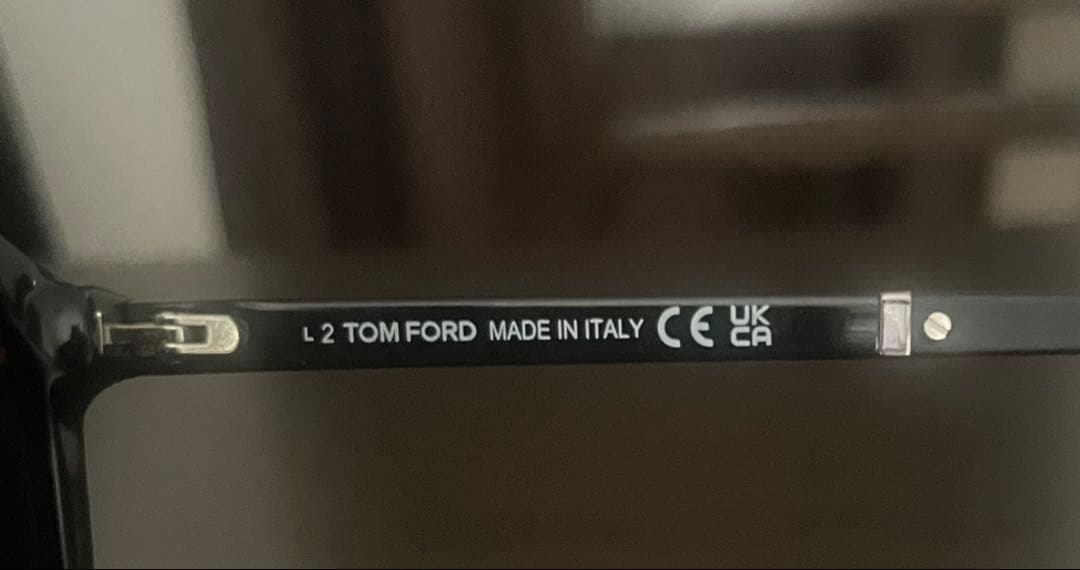 L 2 TOM FORD MADE IN ITALY CE UK
CA